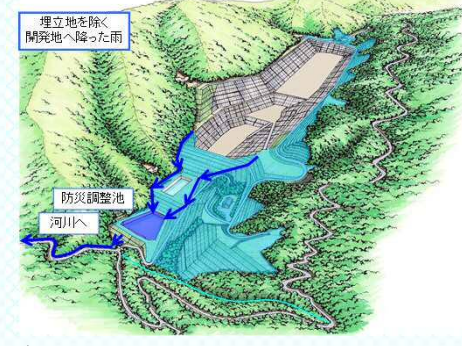 埋立地を除く
開発地へ降った雨
防災調整池
河川へ